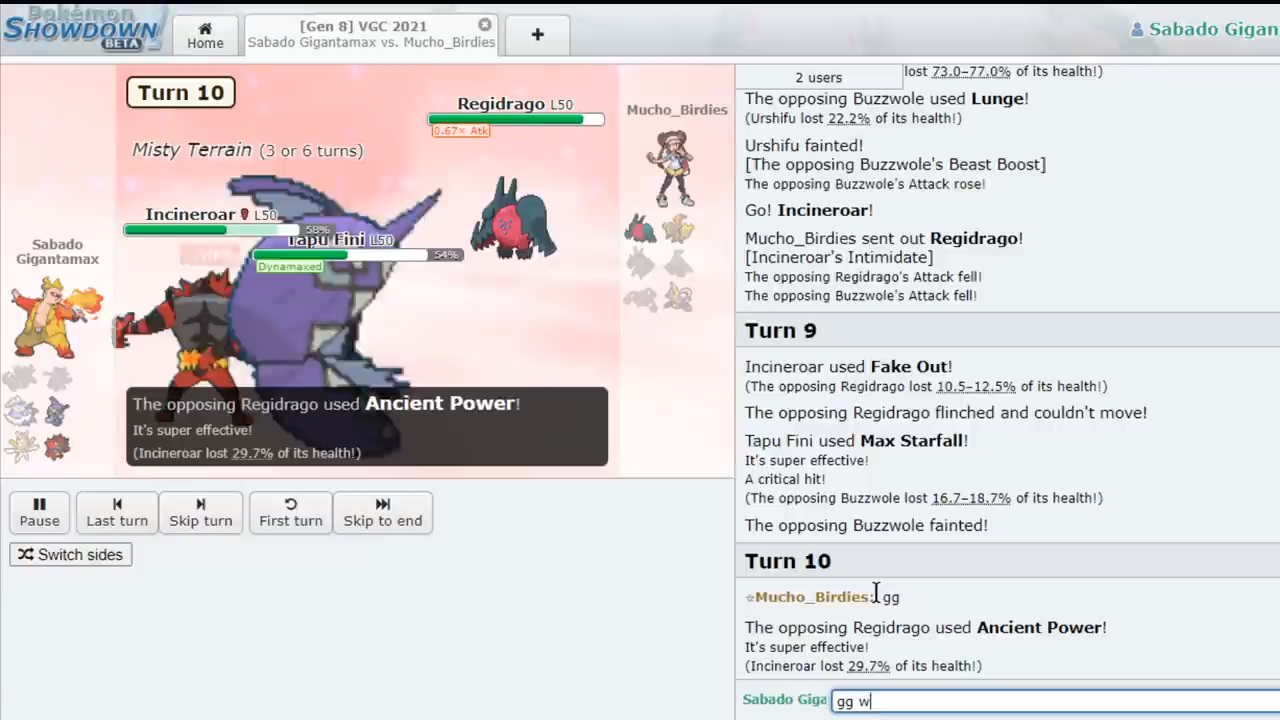 Pokémon
SHOWDOWN
BETA
Home
[Gen 8] VGC 2021
Sabado Gigantamax vs. Mucho_Birdies
+
Sabado Gigan
Turn 10
Misty Terrain (3 or 6 turns)
Regidrago L50
0.67× Atk
Mucho_Birdies
Incineroar L50
58%
Tapu Fini L50
54%
Dynamaxed
Sabado
Gigantamax
The opposing Regidrago used Ancient Power!
It's super effective!
(Incineroar lost 29.7% of its health!)
Pause
Last turn
Skip turn
First turn
Skip to end
Switch sides
2 users
lost 73.0–77.0% of its health!)
The opposing Buzzwole used Lunge!
(Urshifu lost 22.2% of its health!)
Urshifu fainted!
[The opposing Buzzwole's Beast Boost]
The opposing Buzzwole's Attack rose!
Go! Incineroar!
Mucho_Birdies sent out Regidrago!
[Incineroar's Intimidate]
The opposing Regidrago's Attack fell!
The opposing Buzzwole's Attack fell!
Turn 9
Incineroar used Fake Out!
(The opposing Regidrago lost 10.5–12.5% of its health!)
The opposing Regidrago flinched and couldn't move!
Tapu Fini used Max Starfall!
It's super effective!
A critical hit!
(The opposing Buzzwole lost 16.7–18.7% of its health!)
The opposing Buzzwole fainted!
Turn 10
☆Mucho_Birdies: gg
The opposing Regidrago used Ancient Power!
It's super effective!
(Incineroar lost 29.7% of its health!)
Sabado Giga
gg w